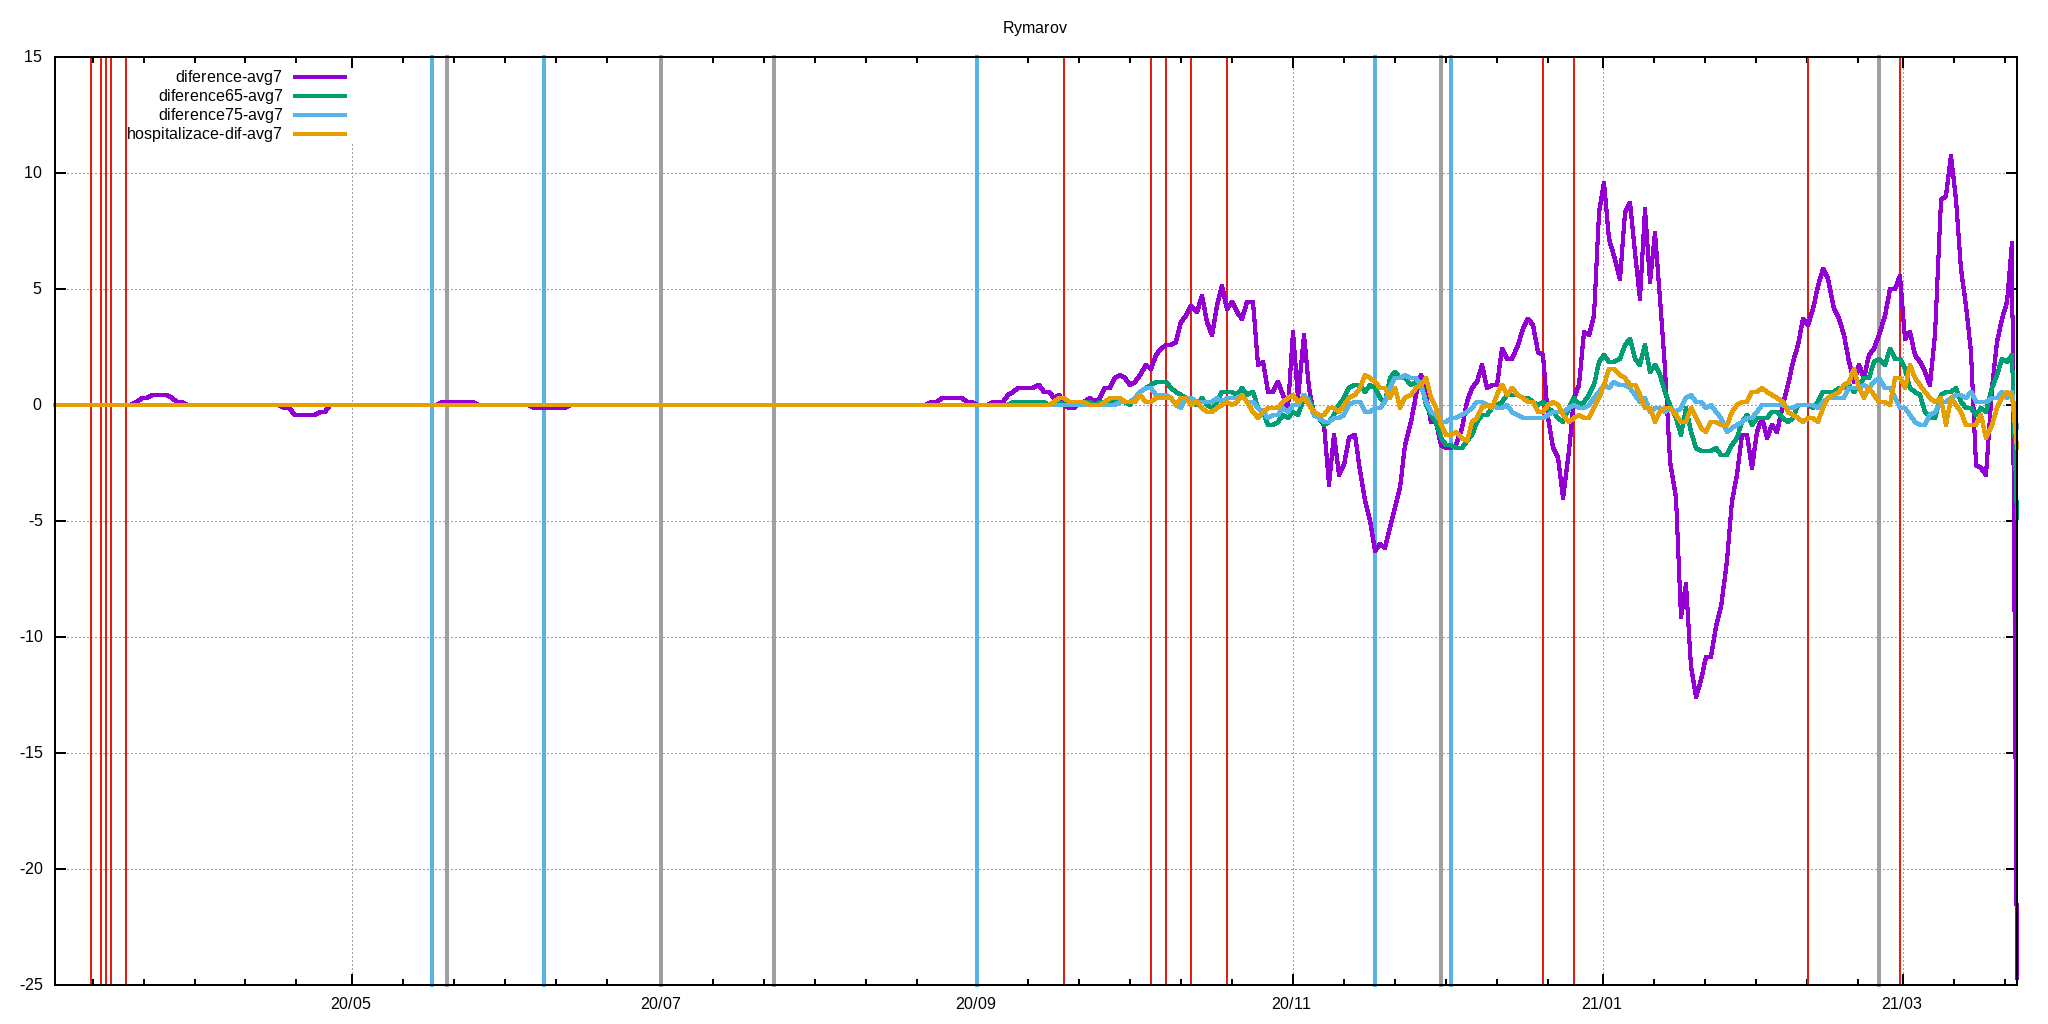 Rymarov
15
diference-avg7
diference65-avg7
diference75-avg7
hospitalizace-dif-avg7
10
5
0
-5
-10
-15
-20
-25
20/05 20/07 20/09 20/11 21/01 21/03